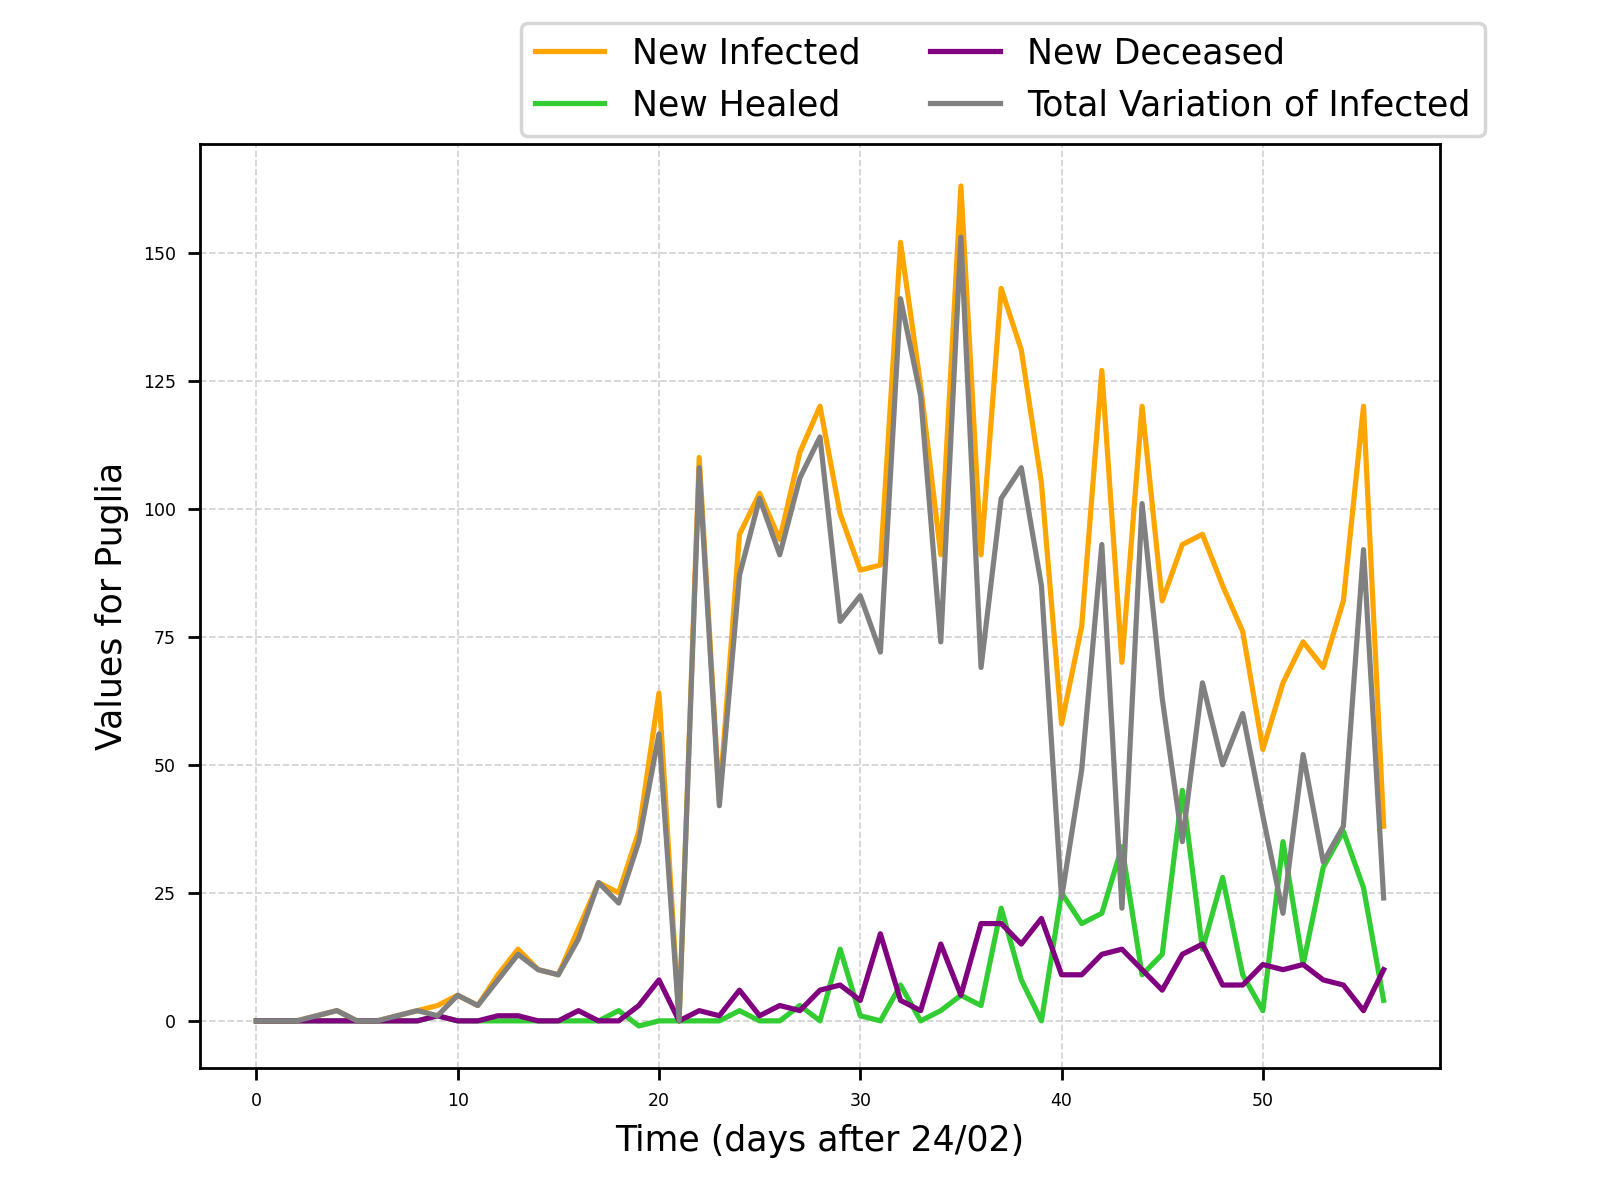 New Infected
New Healed
New Deceased
Total Variation of Infected
150
125
100
75
50
25
0
Values for Puglia
0 10 20 30 40 50
Time (days after 24/02)